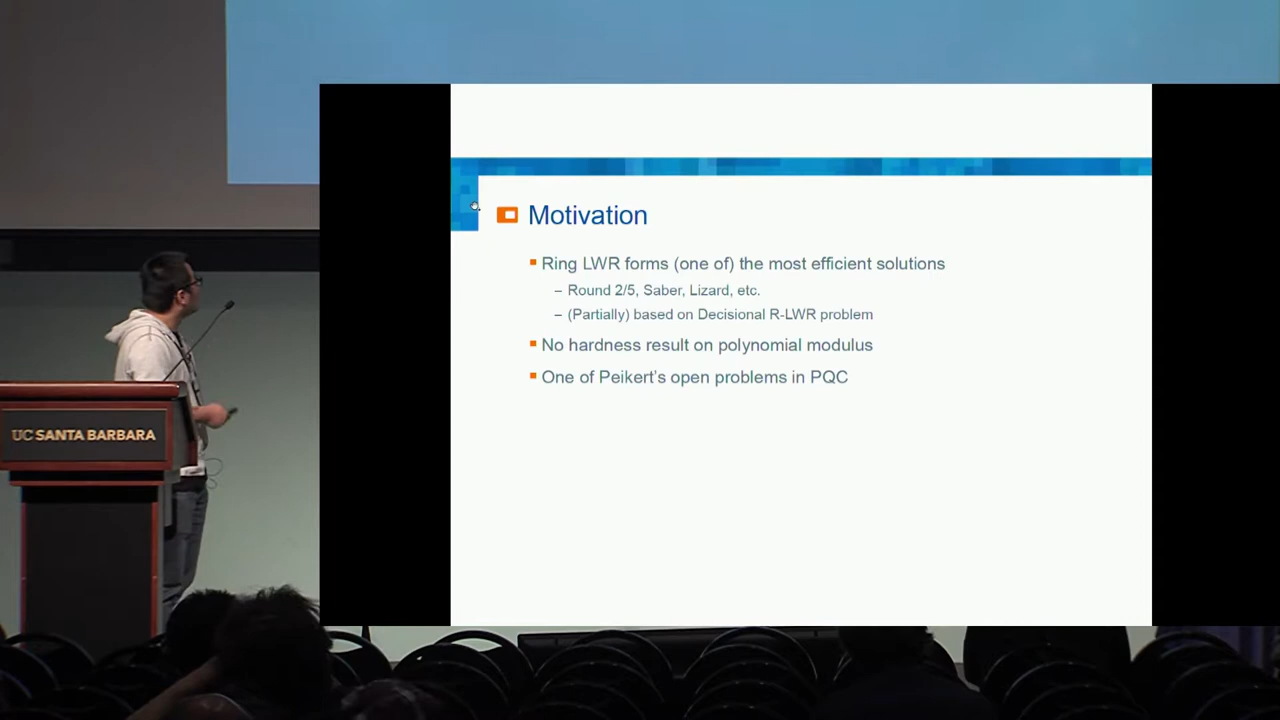 Motivation
Ring LWR forms (one of) the most efficient solutions
– Round 2/5, Saber, Lizard, etc.
– (Partially) based on Decisional R-LWR problem
No hardness result on polynomial modulus
One of Peikert's open problems in PQC
UC SANTA BARBARA